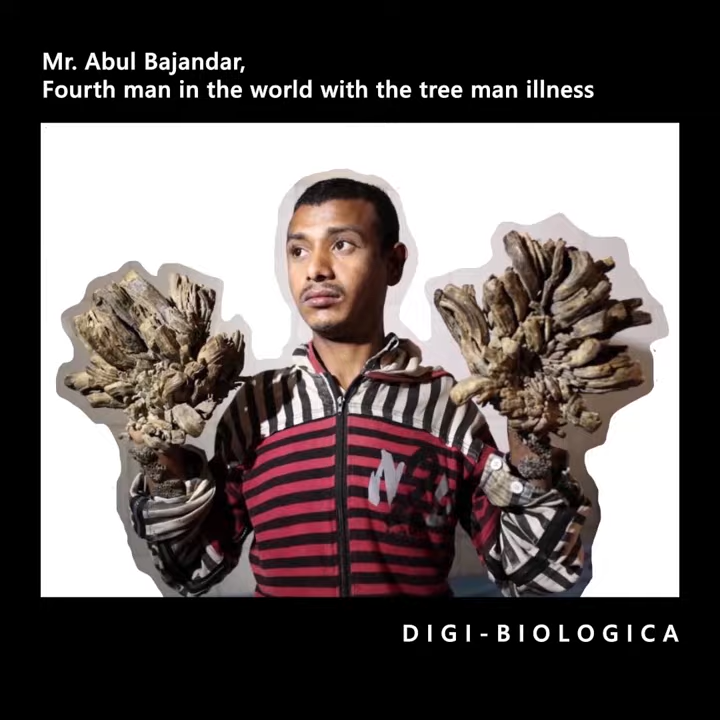 Mr. Abul Bajandar,
Fourth man in the world with the tree man illness
DIGI-BIOLOGICA